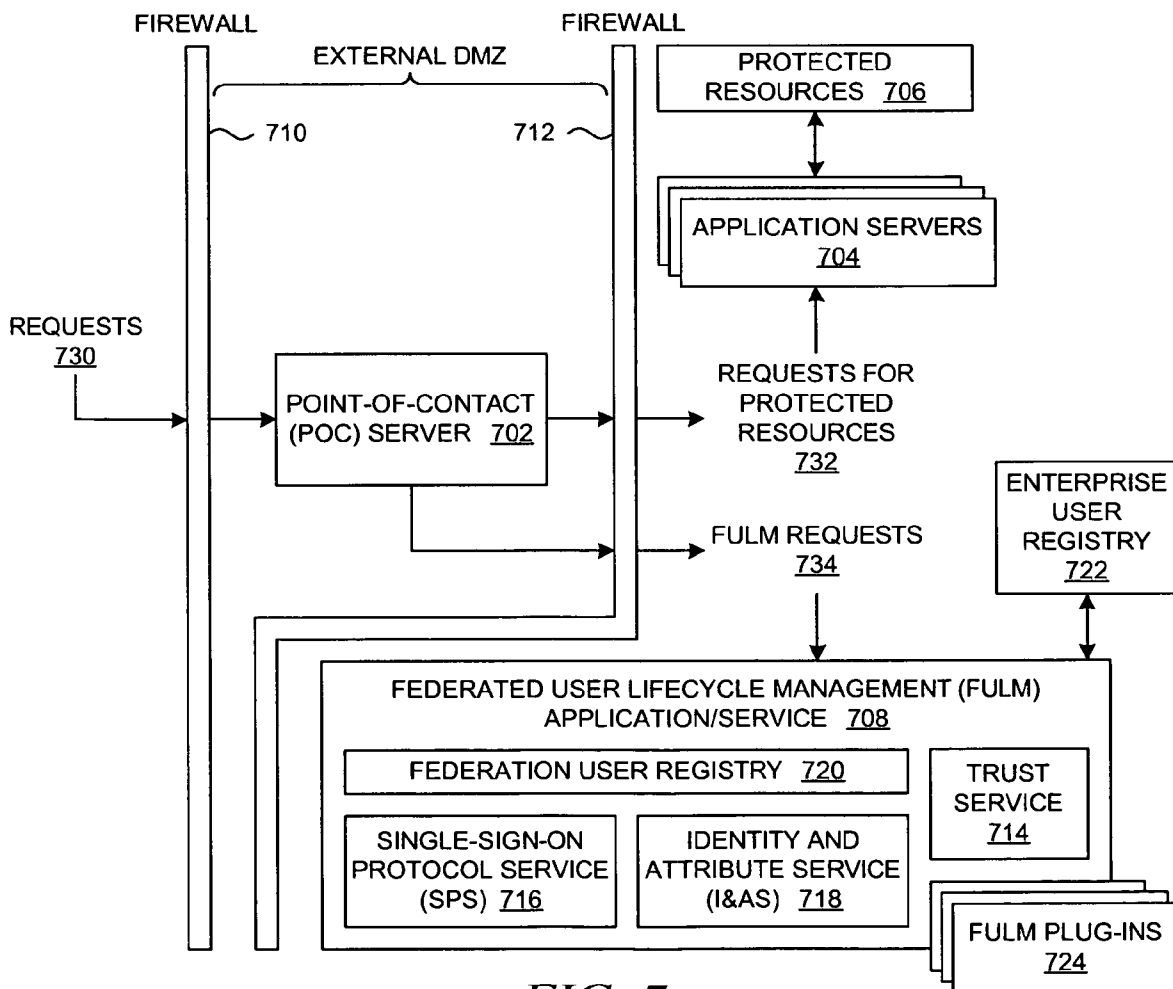 FIREWALL
FIREWALL
EXTERNAL DMZ
710
712
PROTECTED
RESOURCES 706
APPLICATION SERVERS
704
REQUESTS
730
POINT-OF-CONTACT
(POC) SERVER 702
REQUESTS FOR
PROTECTED
RESOURCES
732
FULM REQUESTS
734
ENTERPRISE
USER
REGISTRY
722
FEDERATED USER LIFECYCLE MANAGEMENT (FULM)
APPLICATION/SERVICE 708
FEDERATION USER REGISTRY 720
TRUST
SERVICE
714
SINGLE-SIGN-ON
PROTOCOL SERVICE
(SPS) 716
IDENTITY AND
ATTRIBUTE SERVICE
(I&AS) 718
FULM PLUG-INS
724